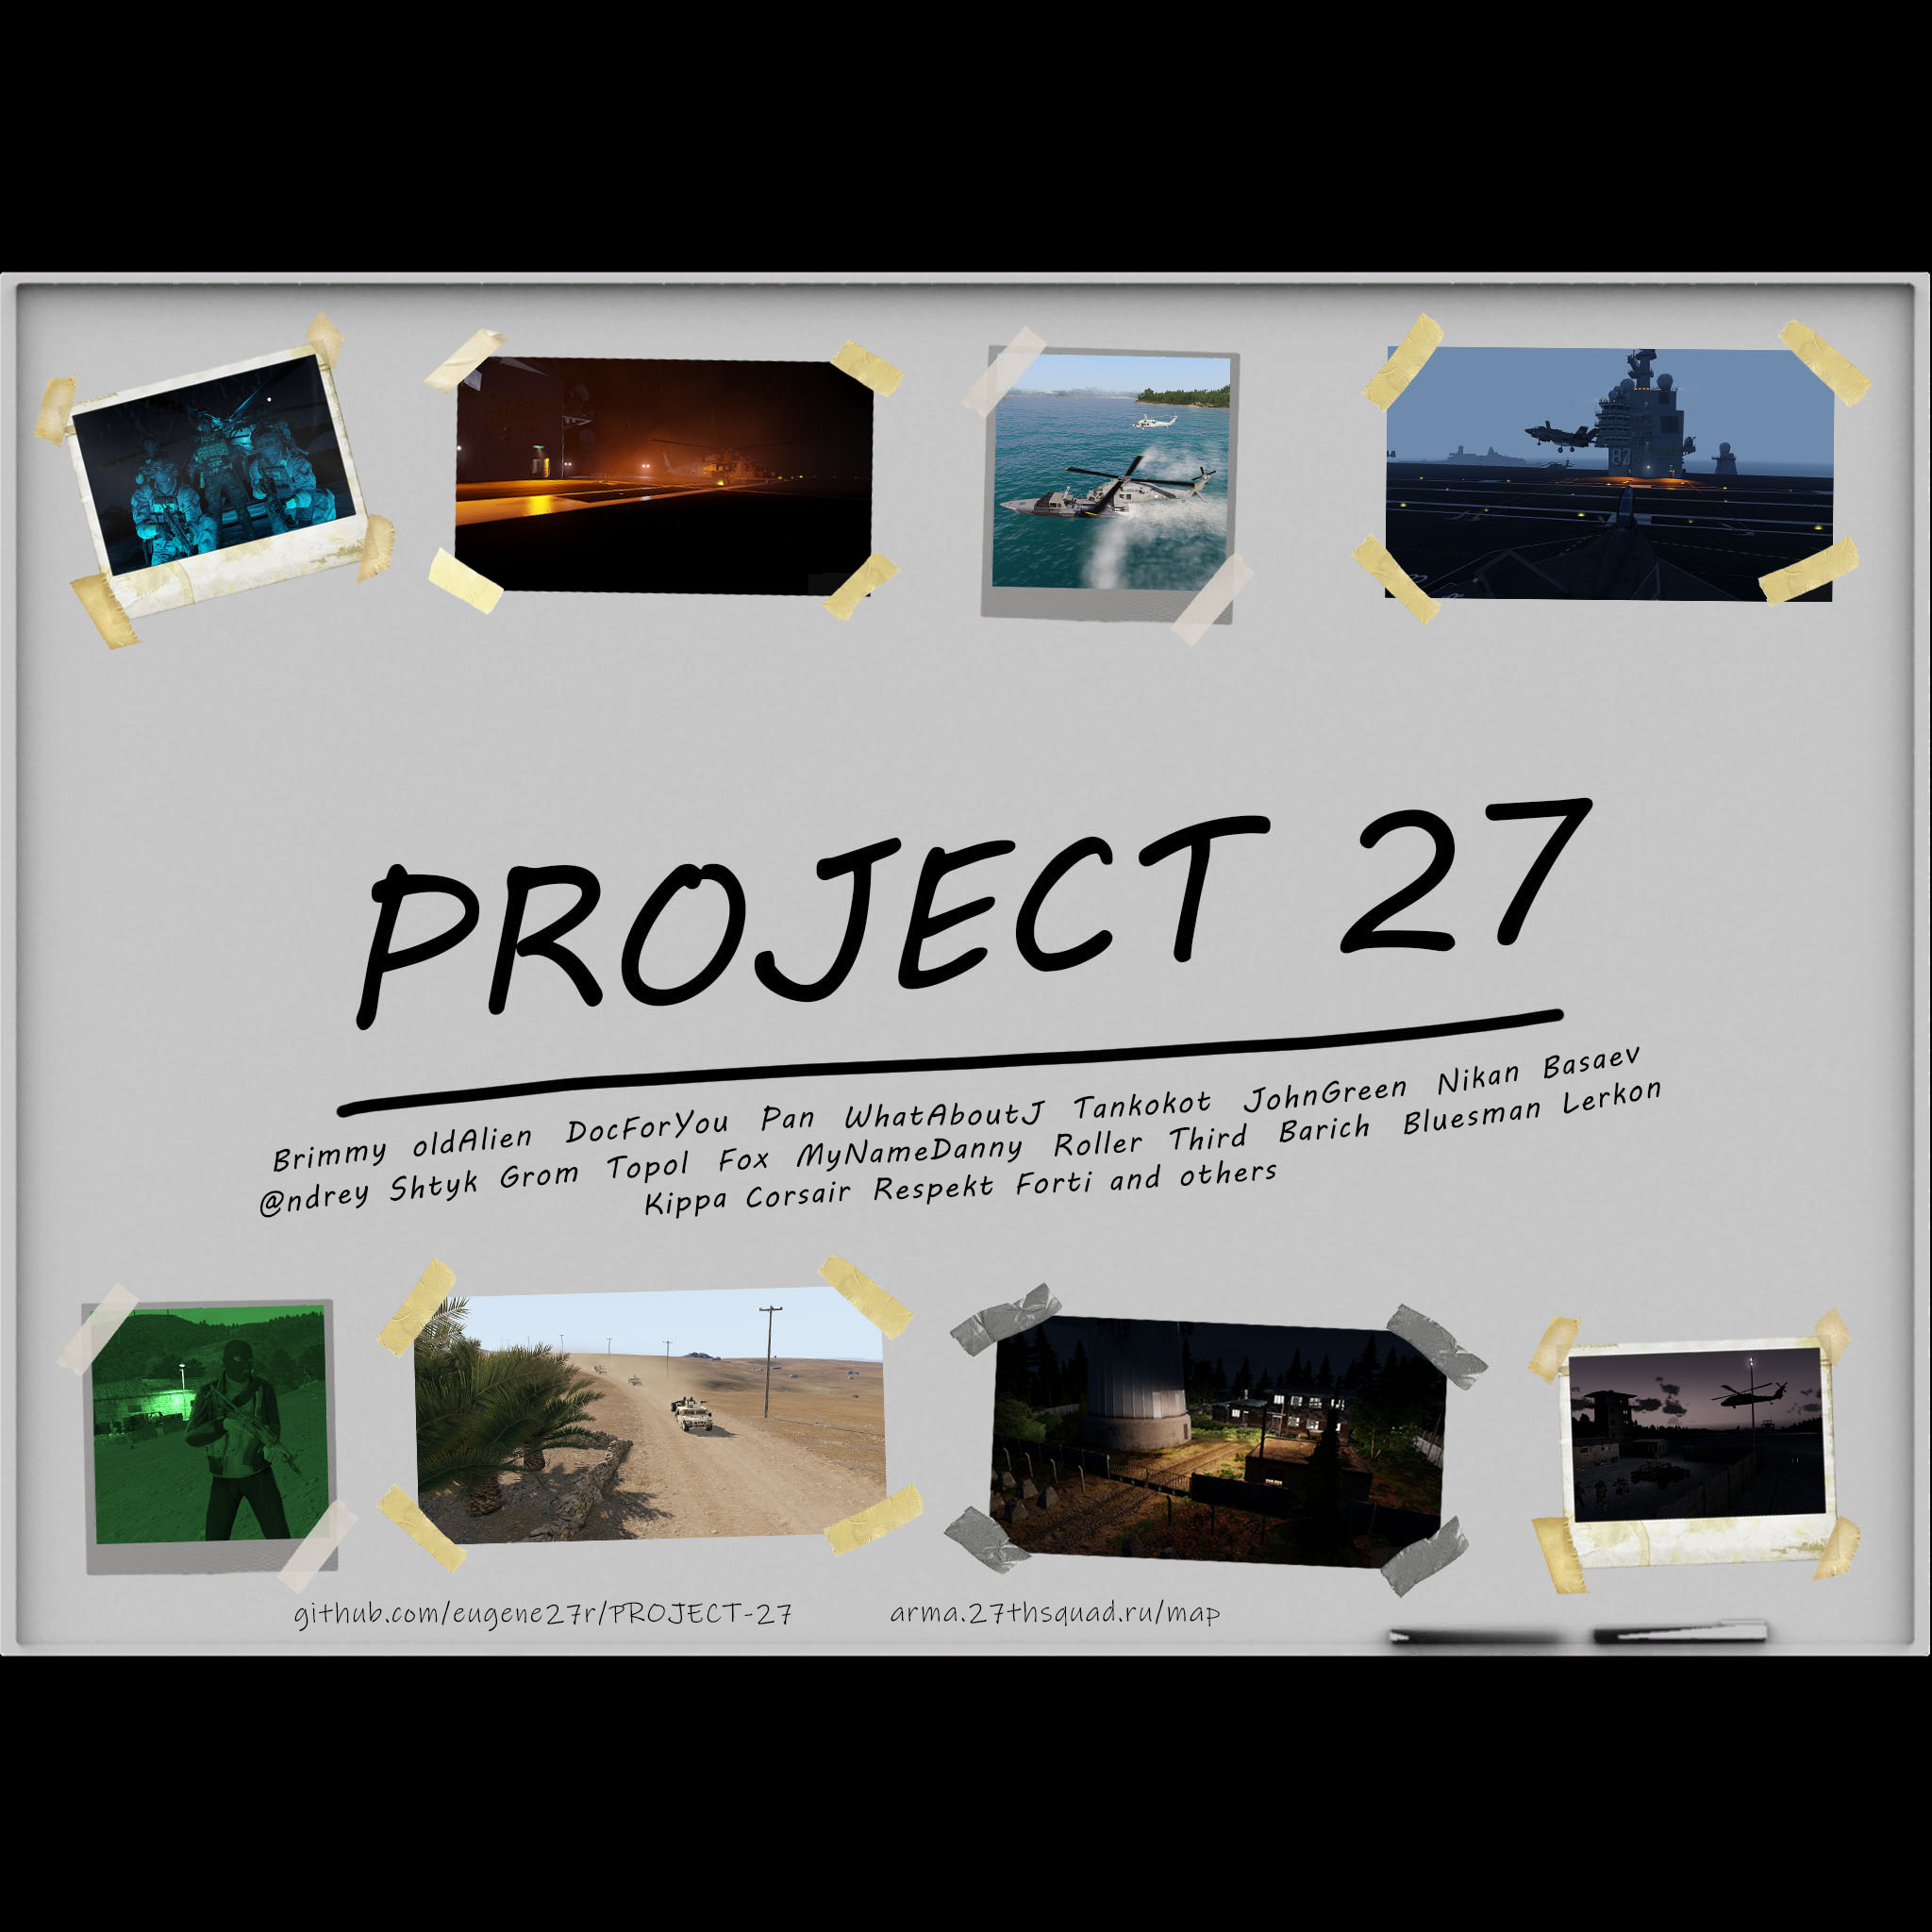 PROJECT 27
Brimmy oldAlien DocForYou Pan WhatAboutJ Tankokot JohnGreen Nikan Basaev
@ndrey Shtyk Grom Topol Fox MyNameDanny Roller Third Barich Bluesman Lerkon
Kippa Corsair Respekt Forti and others
github.com/eugene27r/PROJECT-27
arma.27thsquad.ru/map